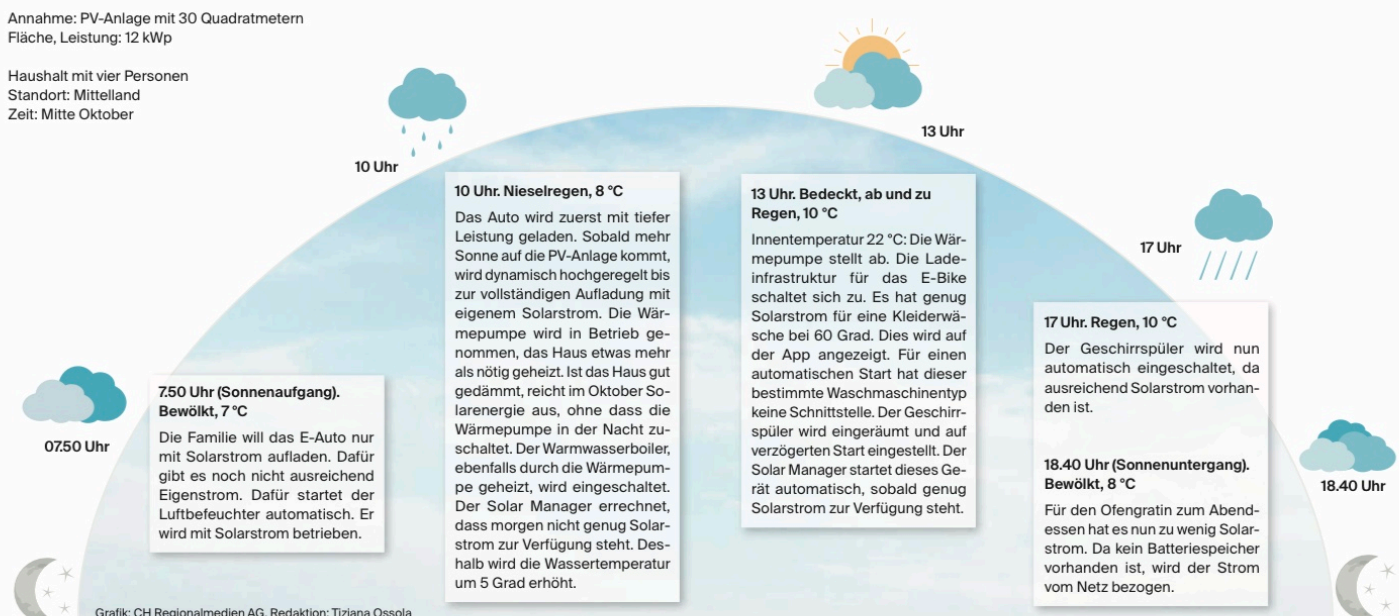 Annahme: PV-Anlage mit 30 Quadratmetern
Fläche, Leistung: 12 kWp
Haushalt mit vier Personen
Standort: Mittelland
Zeit: Mitte Oktober
07.50 Uhr
7.50 Uhr (Sonnenaufgang).
Bewölkt, 7 °C
Die Familie will das E-Auto nur
mit Solarstrom aufladen. Dafür
gibt es noch nicht ausreichend
Eigenstrom. Dafür startet der
Luftbefeuchter automatisch. Er
wird mit Solarstrom betrieben.
10 Uhr
10 Uhr. Nieselregen, 8 °C
Das Auto wird zuerst mit tiefer
Leistung geladen. Sobald mehr
Sonne auf die PV-Anlage kommt,
wird dynamisch hochgeregelt bis
zur vollständigen Aufladung mit
eigenem Solarstrom. Die Wär-
mepumpe wird in Betrieb ge-
nommen, das Haus etwas mehr
als nötig geheizt. Ist das Haus gut
gedämmt, reicht im Oktober So-
larenergie aus, ohne dass die
Wärmepumpe in der Nacht zu-
schaltet. Der Warmwasserboiler,
ebenfalls durch die Wärmepum-
pe geheizt, wird eingeschaltet.
Der Solar Manager errechnet,
dass morgen nicht genug Solar-
strom zur Verfügung steht. Des-
halb wird die Wassertemperatur
um 5 Grad erhöht.
13 Uhr
13 Uhr. Bedeckt, ab und zu
Regen, 10 °C
Innentemperatur 22 °C: Die Wär-
mepumpe stellt ab. Die Lade-
infrastruktur für das E-Bike
schaltet sich zu. Es hat genug
Solarstrom für eine Kleiderwä-
sche bei 60 Grad. Dies wird auf
der App angezeigt. Für einen
automatischen Start hat dieser
bestimmte Waschmaschinentyp
keine Schnittstelle. Der Geschirr-
spüler wird eingeräumt und auf
verzögerten Start eingestellt. Der
Solar Manager startet dieses Ge-
rät automatisch, sobald genug
Solarstrom zur Verfügung steht.
17 Uhr
17 Uhr. Regen, 10 °C
Der Geschirrspüler wird nun
automatisch eingeschaltet, da
ausreichend Solarstrom vorhan-
den ist.
18.40 Uhr (Sonnenuntergang).
Bewölkt, 8 °C
Für den Ofengratin zum Abend-
essen hat es nun zu wenig Solar-
strom. Da kein Batteriespeicher
vorhanden ist, wird der Strom
vom Netz bezogen.
18.40 Uhr
Grafik: CH Regionalmedien AG, Redaktion: Tiziana Ossola